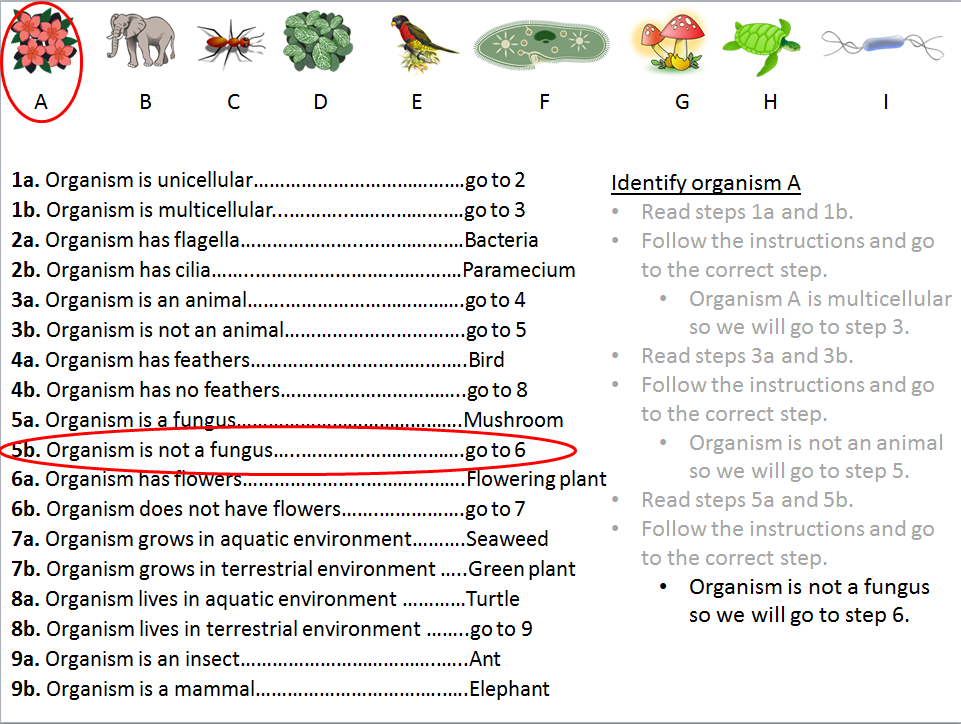 A B C D E F G H I
1a. Organism is unicellular……………………………….…go to 2
1b. Organism is multicellular...………..…….……………go to 3
2a. Organism has flagella………………...……..…………Bacteria
2b. Organism has cilia…....………………..…..……………Paramecium
3a. Organism is an animal…….………………..……………go to 4
3b. Organism is not an animal……………………………go to 5
4a. Organism has feathers…………………………………..Bird
4b. Organism has no feathers……………………………..go to 8
5a. Organism is a fungus…………………………………….Mushroom
5b. Organism is not a fungus…..…………………………go to 6
6a. Organism has flowers…………………..………………Flowering plant
6b. Organism does not have flowers………………….go to 7
7a. Organism grows in aquatic environment……….Seaweed
7b. Organism grows in terrestrial environment …..Green plant
8a. Organism lives in aquatic environment …………Turtle
8b. Organism lives in terrestrial environment ……..go to 9
9a. Organism is an insect…………………………………...Ant
9b. Organism is a mammal…………………………..…….Elephant
Identify organism A
• Read steps 1a and 1b.
• Follow the instructions and go
to the correct step.
• Organism A is multicellular
so we will go to step 3.
• Read steps 3a and 3b.
• Follow the instructions and go
to the correct step.
• Organism is not an animal
so we will go to step 5.
• Read steps 5a and 5b.
• Follow the instructions and go
to the correct step.
• Organism is not a fungus
so we will go to step 6.